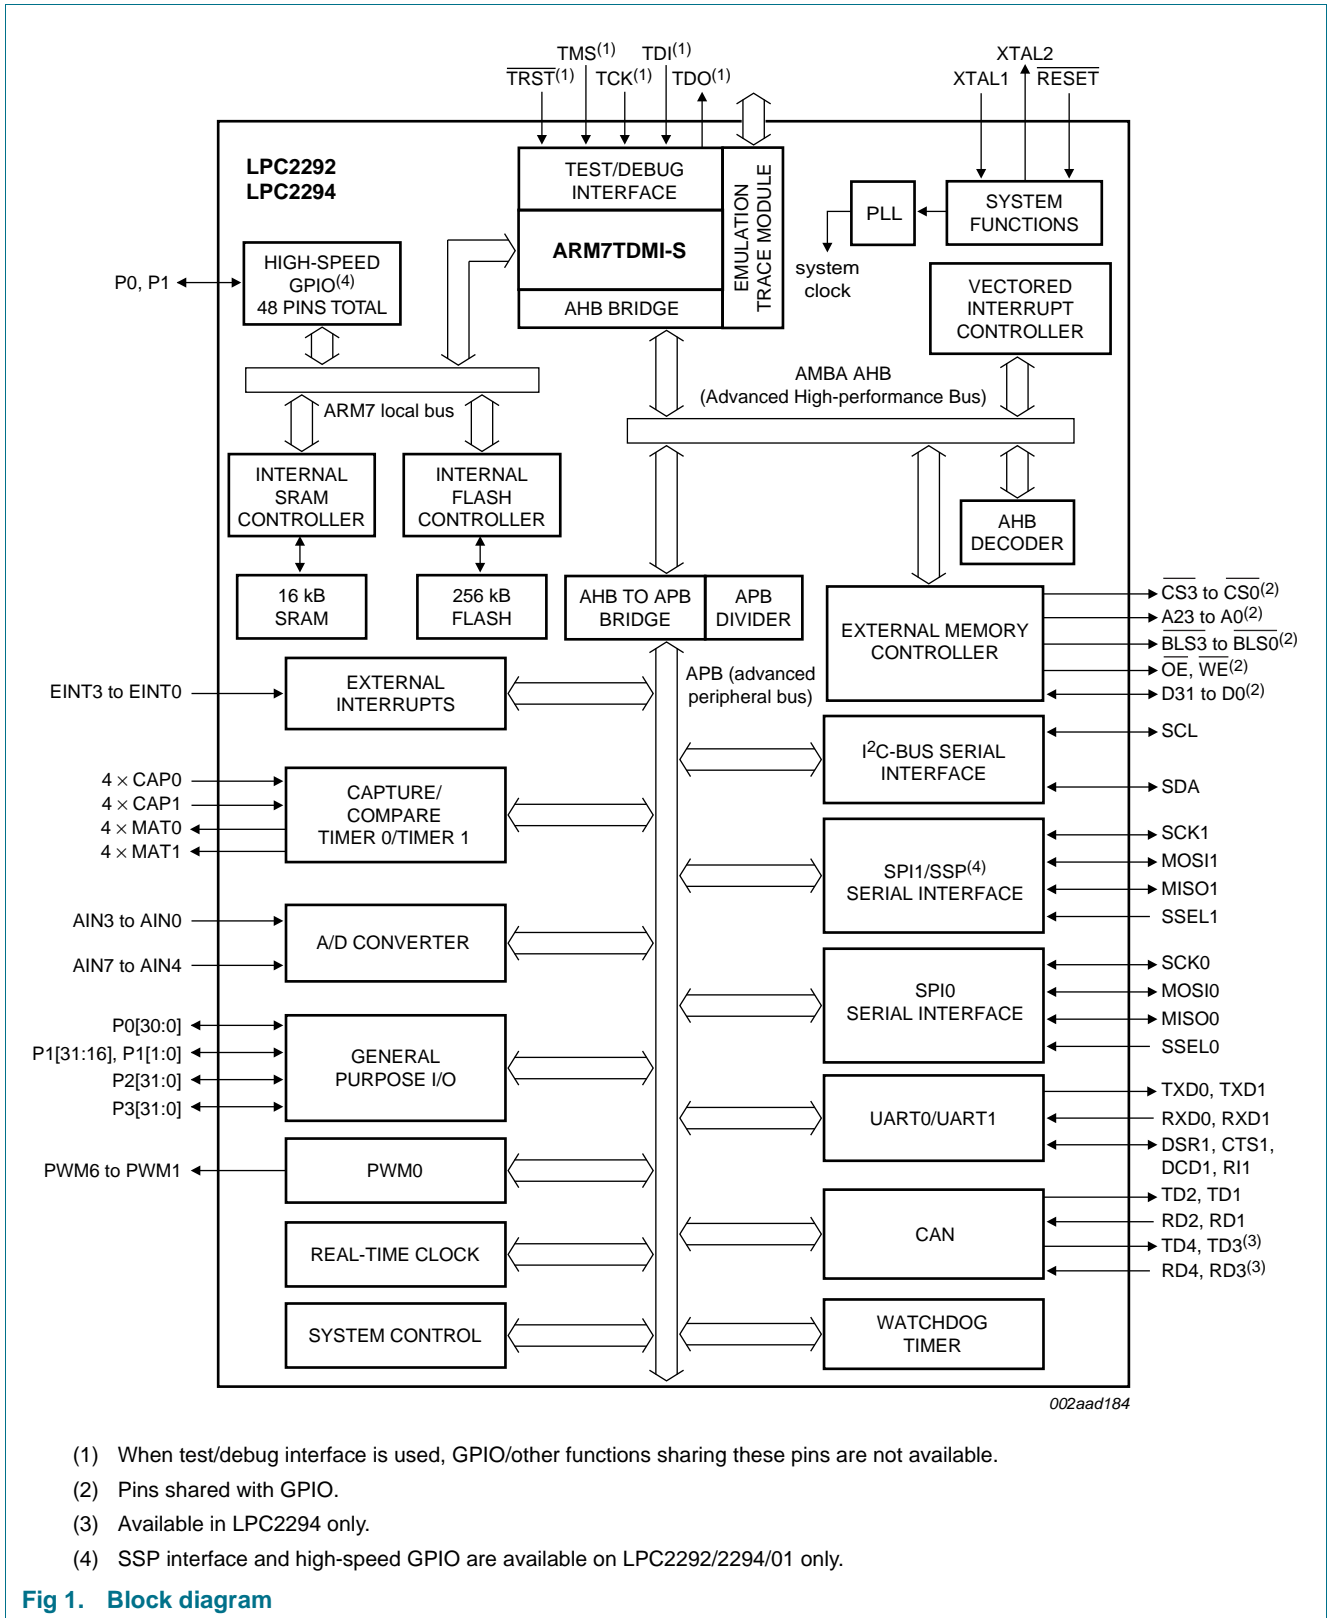 TMS(1) TDI(1) XTAL2
TRST(1) TCK(1) TDO(1) XTAL1 RESET
LPC2292
LPC2294
TEST/DEBUG
INTERFACE
ARM7TDMI-S
AHB BRIDGE
EMULATION
TRACE MODULE
PLL
SYSTEM
FUNCTIONS
system
clock
P0, P1
HIGH-SPEED
GPIO(4)
48 PINS TOTAL
VECTORED
INTERRUPT
CONTROLLER
AMBA AHB
(Advanced High-performance Bus)
ARM7 local bus
INTERNAL
SRAM
CONTROLLER
INTERNAL
FLASH
CONTROLLER
AHB
DECODER
16 kB
SRAM
256 kB
FLASH
AHB TO APB
BRIDGE
APB
DIVIDER
EXTERNAL MEMORY
CONTROLLER
CS3 to CS0(2)
A23 to A0(2)
BLS3 to BLS0(2)
OE, WE(2)
D31 to D0(2)
APB (advanced
peripheral bus)
EINT3 to EINT0
EXTERNAL
INTERRUPTS
I2C-BUS SERIAL
INTERFACE
SCL
SDA
4 × CAP0
4 × CAP1
4 × MAT0
4 × MAT1
CAPTURE/
COMPARE
TIMER 0/TIMER 1
SPI1/SSP(4)
SERIAL INTERFACE
SCK1
MOSI1
MISO1
SSEL1
AIN3 to AIN0
AIN7 to AIN4
A/D CONVERTER
SPI0
SERIAL INTERFACE
SCK0
MOSI0
MISO0
SSEL0
P0[30:0]
P1[31:16], P1[1:0]
P2[31:0]
P3[31:0]
GENERAL
PURPOSE I/O
UART0/UART1
TXD0, TXD1
RXD0, RXD1
DSR1, CTS1,
DCD1, RI1
PWM6 to PWM1
PWM0
CAN
TD2, TD1
RD2, RD1
TD4, TD3(3)
RD4, RD3(3)
REAL-TIME CLOCK
SYSTEM CONTROL
WATCHDOG
TIMER
002aad184
(1) When test/debug interface is used, GPIO/other functions sharing these pins are not available.
(2) Pins shared with GPIO.
(3) Available in LPC2294 only.
(4) SSP interface and high-speed GPIO are available on LPC2292/2294/01 only.
Fig 1. Block diagram